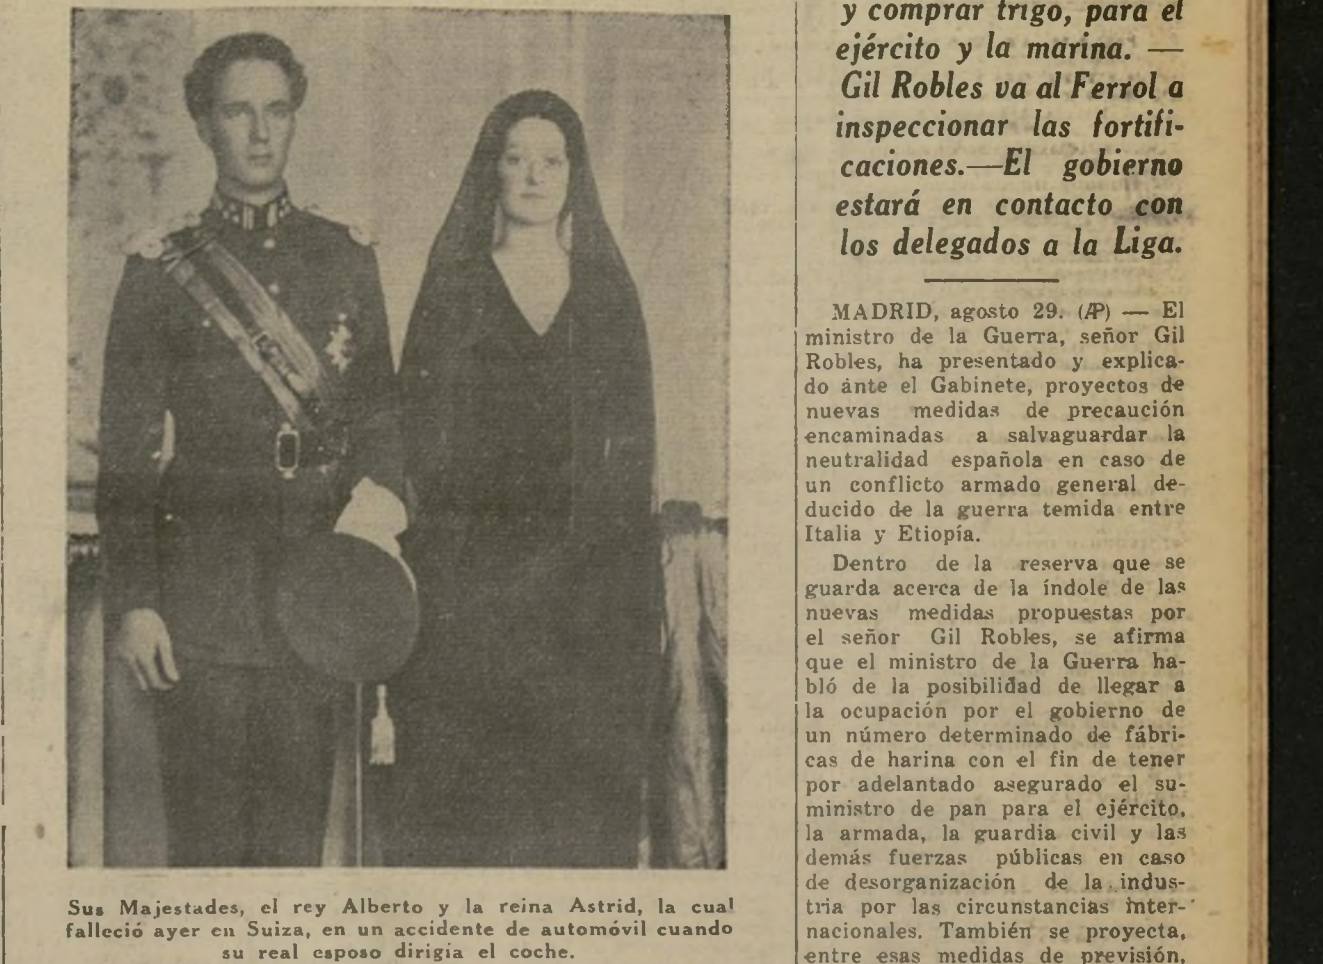 Sus Majestades, el rey Alberto y la reina Astrid, la cual
falleció ayer en Suiza, en un accidente de automóvil cuando
su real esposo dirigía el coche.
y comprar trigo, para el
ejército y la marina. —
Gil Robles va al Ferrol a
inspeccionar las fortifi-
caciones.—El gobierno
estará en contacto con
los delegados a la Liga.
MADRID, agosto 29. (AP) — El
ministro de la Guerra, señor Gil
Robles, ha presentado y explica-
do ánte el Gabinete, proyectos de
nuevas medidas de precaución
encaminadas a salvaguardar la
neutralidad española en caso de
un conflicto armado general de-
ducido de la guerra temida entre
Italia y Etiopía.
Dentro de la reserva que se
guarda acerca de la índole de las
nuevas medidas propuestas por
el señor Gil Robles, se afirma
que el ministro de la Guerra ha-
bló de la posibilidad de llegar a
la ocupación por el gobierno de
un número determinado de fábri-
cas de harina con el fin de tener
por adelantado asegurado el su-
ministro de pan para el ejército,
la armada, la guardia civil y las
demás fuerzas públicas en caso
de desorganización de la indus-
tria por las circunstancias inter-
nacionales. También se proyecta,
entre esas medidas de previsión,